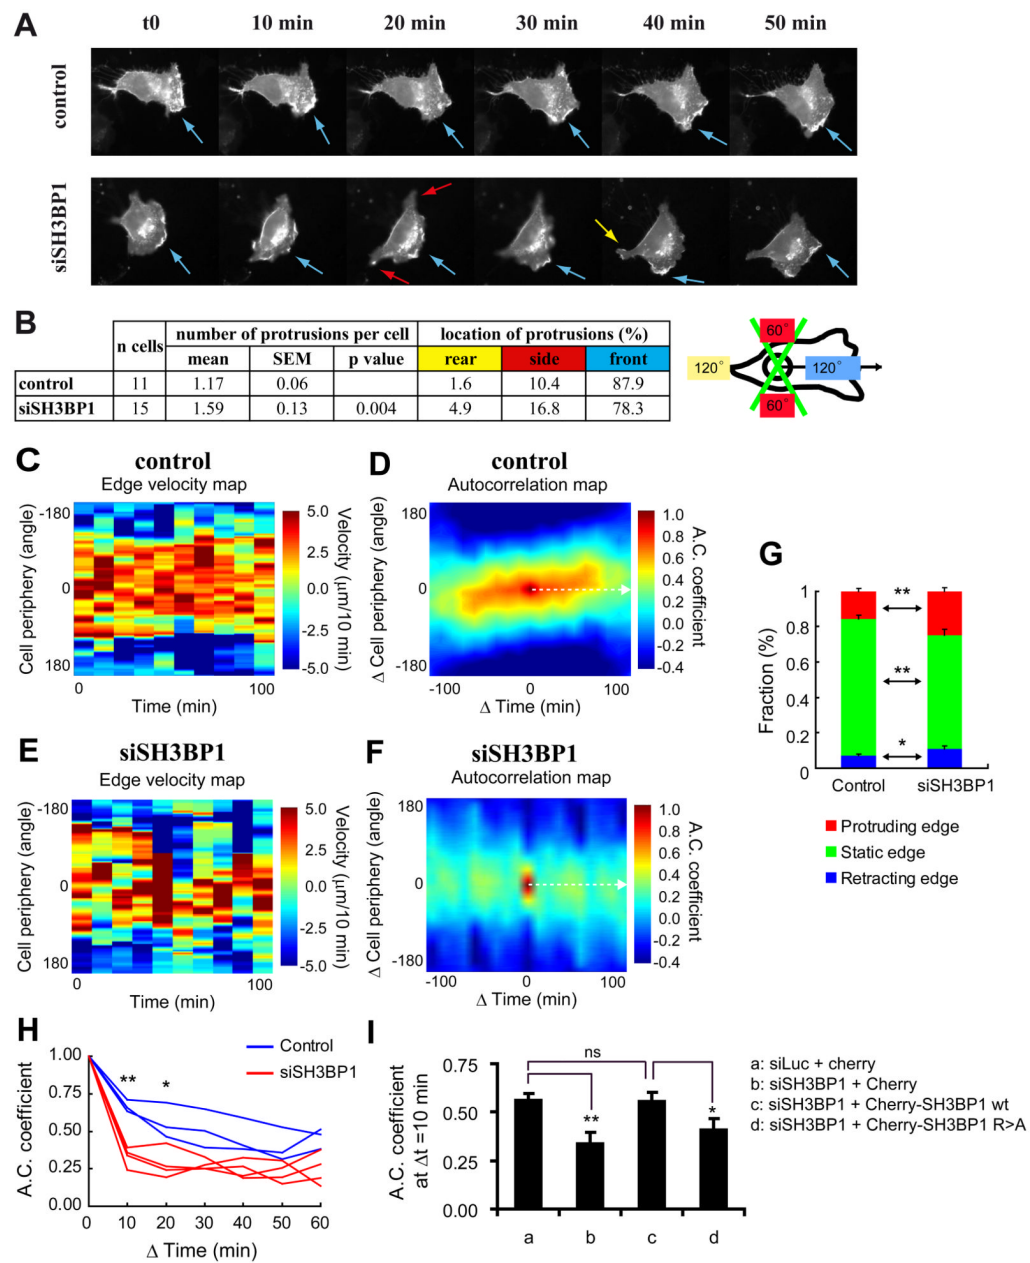 A
t0 10 min 20 min 30 min 40 min 50 min
control
siSH3BP1
B
n cells number of protrusions per cell location of protrusions (%)
mean SEM p value rear side front
control 11 1.17 0.06 1.6 10.4 87.9
siSH3BP1 15 1.59 0.13 0.004 4.9 16.8 78.3
60°
120° 120°
60°
C control
Edge velocity map
Cell periphery (angle)
-180
0
180
0 100
Time (min)
5.0
2.5
0.0
-2.5
-5.0
Velocity (µm/10 min)
D control
Autocorrelation map
Δ Cell periphery (angle)
180
0
-180
-100 0 100
Δ Time (min)
1.0
0.8
0.6
0.4
0.2
0.0
-0.2
-0.4
A.C. coefficient
E siSH3BP1
Edge velocity map
Cell periphery (angle)
-180
0
180
0 100
Time (min)
5.0
2.5
0.0
-2.5
-5.0
Velocity (µm/10 min)
F siSH3BP1
Autocorrelation map
Δ Cell periphery (angle)
180
0
-180
-100 0 100
Δ Time (min)
1.0
0.8
0.6
0.4
0.2
0.0
-0.2
-0.4
A.C. coefficient
G
Fraction (%)
1
0.8
0.6
0.4
0.2
0
**
**
*
Control siSH3BP1
Protruding edge
Static edge
Retracting edge
H
A.C. coefficient
1.00
0.75
0.50
0.25
0.00
** *
Control
siSH3BP1
0 10 20 30 40 50 60
Δ Time (min)
I
A.C. coefficient
at Δt =10 min
0.75
0.50
0.25
0.00
ns
**
*
a b c d
a: siLuc + cherry
b: siSH3BP1 + Cherry
c: siSH3BP1 + Cherry-SH3BP1 wt
d: siSH3BP1 + Cherry-SH3BP1 R>A